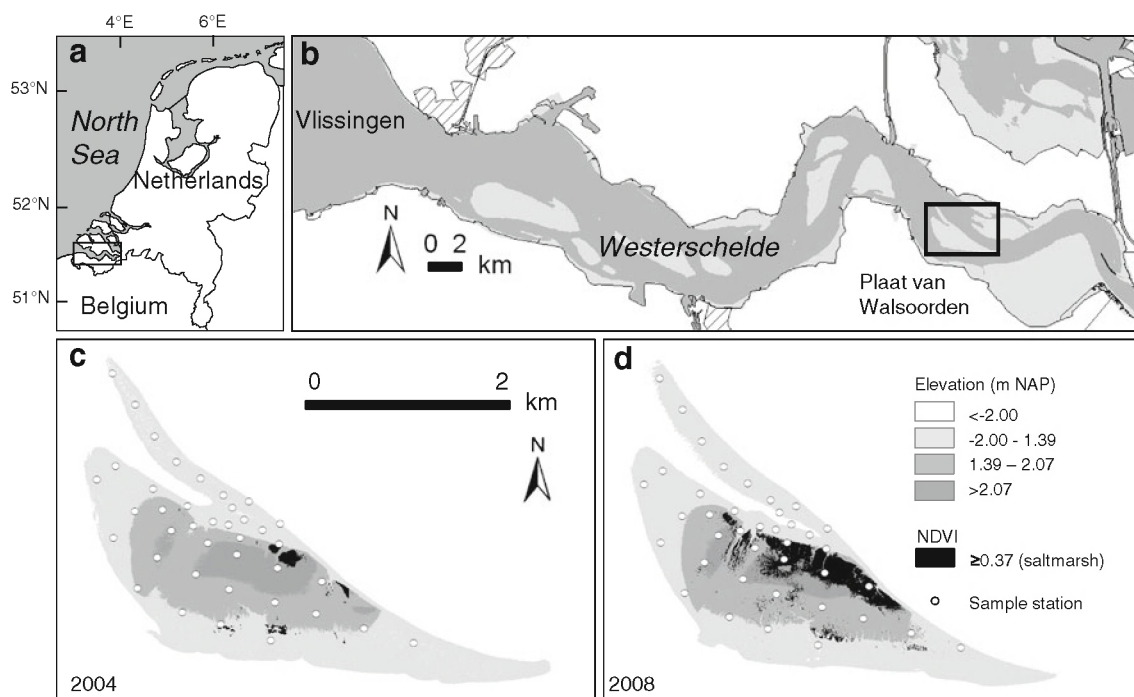 4°E 6°E
a
53°N
North
Sea
Netherlands
52°N
51°N
Belgium
b
Vlissingen
N
0 2
km
Westerschelde
Plaat van
Walsoorden
c
0 2
km
N
2004
d
Elevation (m NAP)
<-2.00
-2.00 - 1.39
1.39 – 2.07
>2.07
NDVI
≥0.37 (saltmarsh)
Sample station
2008